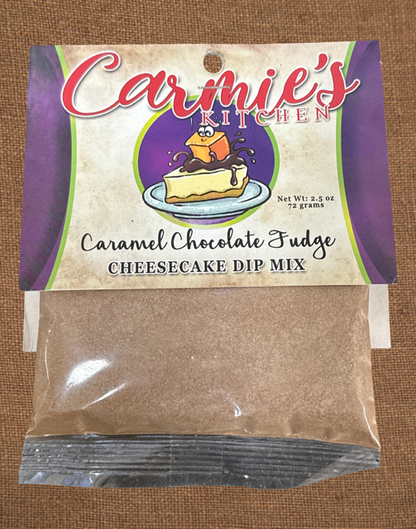 Carmie's
KITCHEN
Net Wt: 2.5 oz
72 grams
Caramel Chocolate Fudge
CHEESECAKE DIP MIX